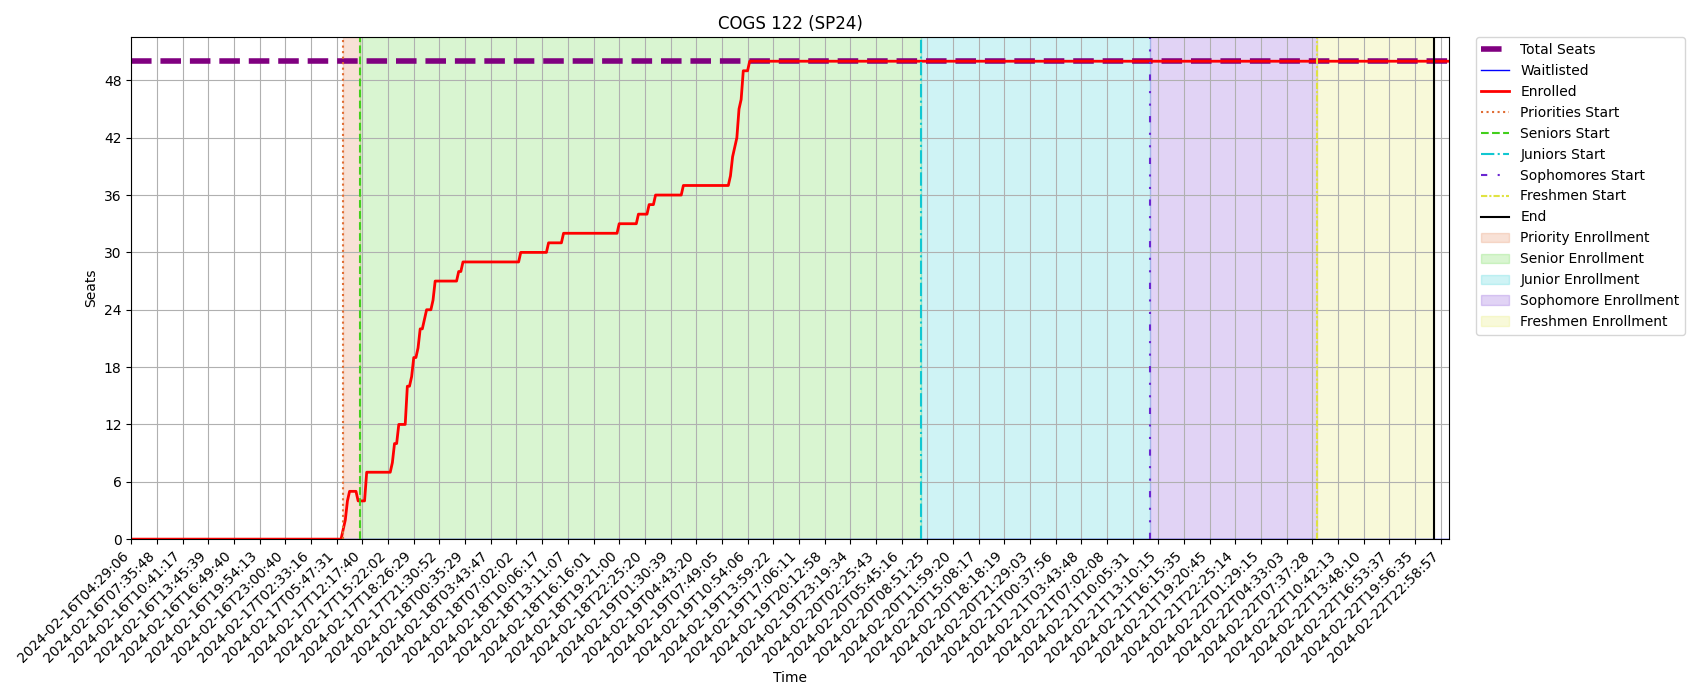 COGS 122 (SP24)
Seats
48
42
36
30
24
18
12
6
0
2024-02-16T04:29:06
2024-02-16T07:35:48
2024-02-16T10:41:17
2024-02-16T13:45:39
2024-02-16T16:49:40
2024-02-16T19:54:13
2024-02-16T23:00:40
2024-02-17T02:33:16
2024-02-17T05:47:31
2024-02-17T12:17:40
2024-02-17T15:22:02
2024-02-17T18:26:29
2024-02-17T21:30:52
2024-02-18T00:35:29
2024-02-18T03:43:47
2024-02-18T07:02:02
2024-02-18T10:06:17
2024-02-18T13:11:07
2024-02-18T16:16:01
2024-02-18T19:21:00
2024-02-18T22:25:20
2024-02-19T01:30:39
2024-02-19T04:43:20
2024-02-19T07:49:05
2024-02-19T10:54:06
2024-02-19T13:59:22
2024-02-19T17:06:11
2024-02-19T20:12:58
2024-02-19T23:19:34
2024-02-20T02:25:43
2024-02-20T05:45:16
2024-02-20T08:51:25
2024-02-20T11:59:20
2024-02-20T15:08:17
2024-02-20T18:18:19
2024-02-20T21:29:03
2024-02-21T00:37:56
2024-02-21T03:43:48
2024-02-21T07:02:08
2024-02-21T10:05:31
2024-02-21T13:10:15
2024-02-21T16:15:35
2024-02-21T19:20:45
2024-02-21T22:25:14
2024-02-22T01:29:15
2024-02-22T04:33:03
2024-02-22T07:37:28
2024-02-22T10:42:13
2024-02-22T13:48:10
2024-02-22T16:53:37
2024-02-22T19:56:35
2024-02-22T22:58:57
Time
Total Seats
Waitlisted
Enrolled
Priorities Start
Seniors Start
Juniors Start
Sophomores Start
Freshmen Start
End
Priority Enrollment
Senior Enrollment
Junior Enrollment
Sophomore Enrollment
Freshmen Enrollment